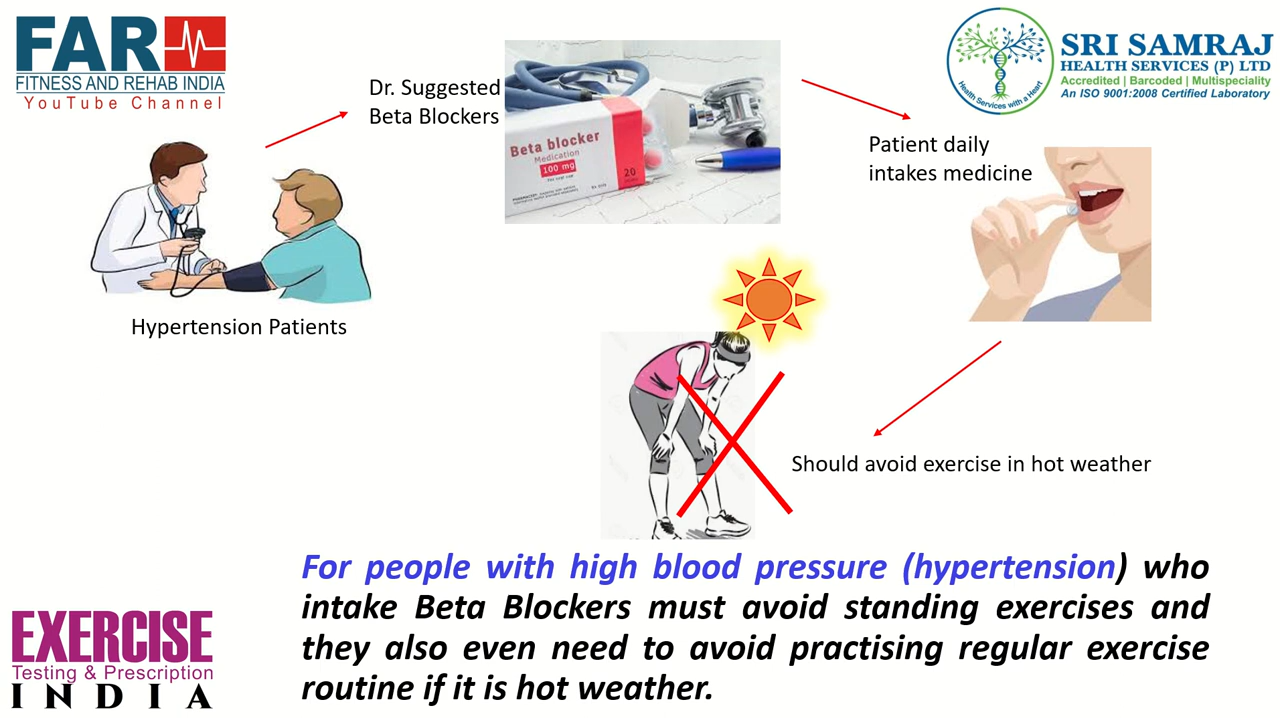 FAR
FITNESS AND REHAB INDIA
YouTube Channel
SRI SAMRAJ
HEALTH SERVICES (P) LTD
Accredited | Barcoded | Multispeciality
An ISO 9001:2008 Certified Laboratory
Health Services with a Heart
Dr. Suggested
Beta Blockers
Beta blocker
Medication
100 mg
20
Patient daily
intakes medicine
Hypertension Patients
Should avoid exercise in hot weather
For people with high blood pressure (hypertension) who
intake Beta Blockers must avoid standing exercises and
they also even need to avoid practising regular exercise
routine if it is hot weather.
EXERCISE
Testing & Prescription
INDIA